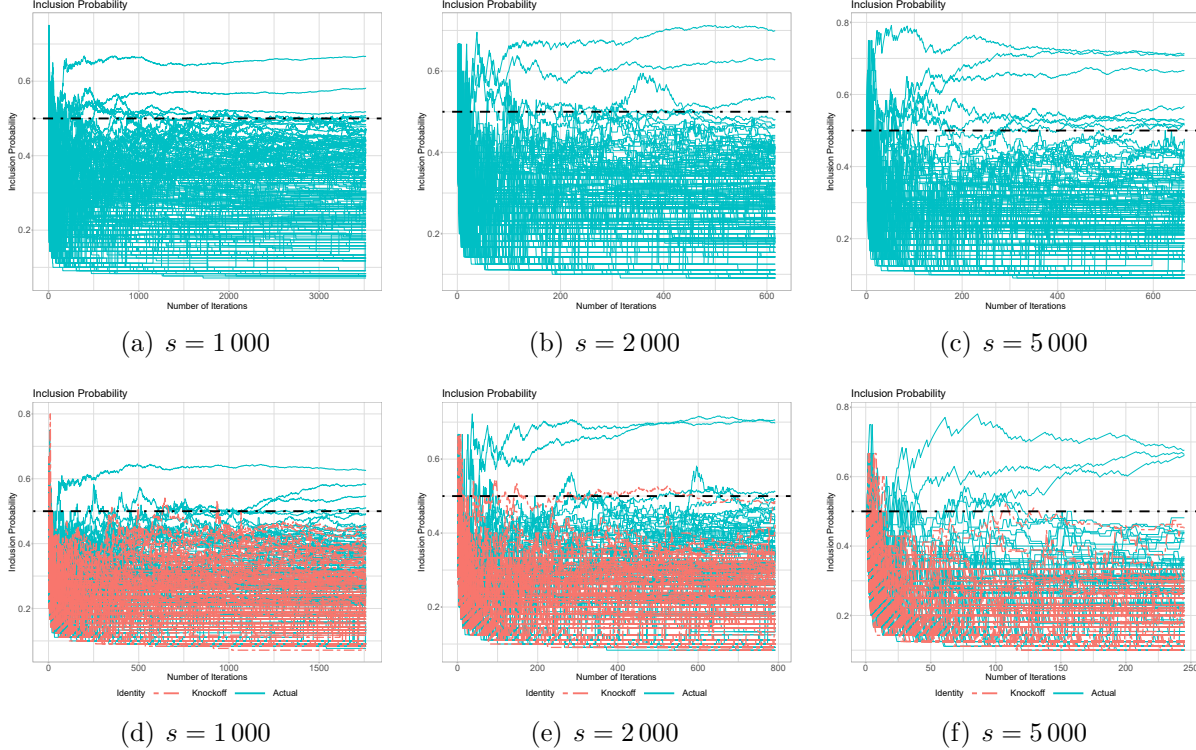 Inclusion Probability
Inclusion Probability
0.6
0.4
0.2
0
1000
2000
3000
Number of Iterations
(a) s = 1 000
Inclusion Probability
Inclusion Probability
0.6
0.4
0.2
0
200
400
600
Number of Iterations
(b) s = 2 000
Inclusion Probability
Inclusion Probability
0.8
0.6
0.4
0.2
0
200
400
600
Number of Iterations
(c) s = 5 000
Inclusion Probability
Inclusion Probability
0.8
0.6
0.4
0.2
0
500
1000
1500
Number of Iterations
Identity Knockoff Actual
(d) s = 1 000
Inclusion Probability
Inclusion Probability
0.6
0.4
0.2
0
200
400
600
800
Number of Iterations
Identity Knockoff Actual
(e) s = 2 000
Inclusion Probability
Inclusion Probability
0.8
0.6
0.4
0.2
0
50
100
150
200
250
Number of Iterations
Identity Knockoff Actual
(f) s = 5 000